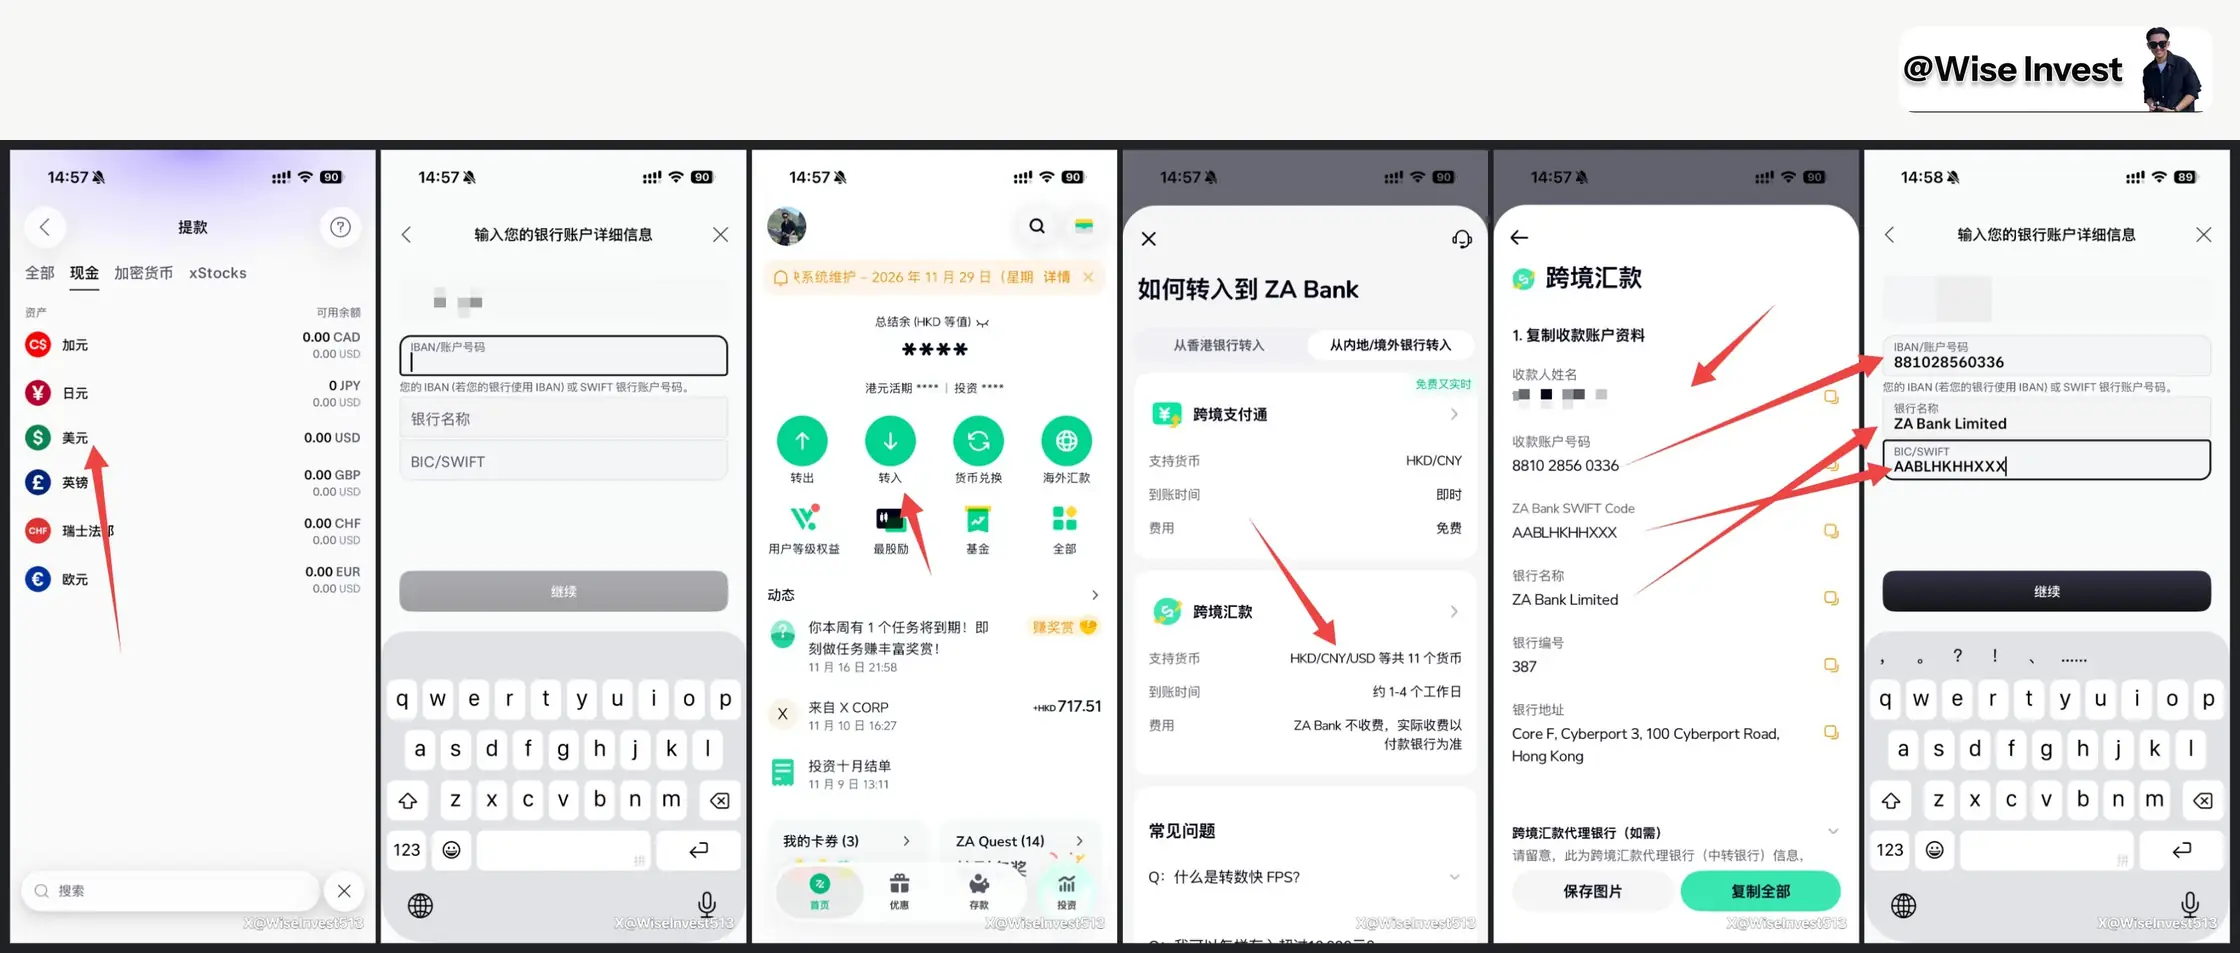 @Wise Invest
14:57
90
提款
全部 现金 加密货币 xStocks
资产 可用余额
C$ 加元 0.00 CAD
0.00 USD
¥ 日元 0 JPY
0.00 USD
$ 美元 0.00 USD
£ 英镑 0.00 GBP
0.00 USD
CHF 瑞士法郎 0.00 CHF
0.00 USD
€ 欧元 0.00 EUR
0.00 USD
搜索
X@WiseInvest513
14:57
90
输入您的银行账户详细信息
IBAN/账户号码
您的 IBAN (若您的银行使用 IBAN) 或 SWIFT 银行账户号码。
银行名称
BIC/SWIFT
继续
q w e r t y u i o p
a s d f g h j k l
z x c v b n m
123 拼
X@WiseInvest513
14:57
90
系统维护 – 2026 年 11 月 29 日（星期 详情
总结余 (HKD 等值)
****
港元活期 **** | 投资 ****
转出 转入 货币兑换 海外汇款
用户等级权益 最股励 基金 全部
动态
你本周有 1 个任务将到期！即 赚奖赏
刻做任务赚丰富奖赏！
11 月 16 日 21:58
X 来自 X CORP +HKD 717.51
11 月 10 日 16:27
投资十月结单
11 月 9 日 13:11
我的卡券 (3) ZA Quest (14)
首页 优惠 存款 投资
X@WiseInvest513
14:57
90
如何转入到 ZA Bank
从香港银行转入 从内地/境外银行转入
免费又实时
跨境支付通
支持货币 HKD/CNY
到账时间 即时
费用 免费
跨境汇款
支持货币 HKD/CNY/USD 等共 11 个货币
到账时间 约 1-4 个工作日
费用 ZA Bank 不收费，实际收费以
付款银行为准
常见问题
Q: 什么是转数快 FPS?
X@WiseInvest513
14:57
90
跨境汇款
1. 复制收款账户资料
收款人姓名
收款账户号码
8810 2856 0336
ZA Bank SWIFT Code
AABLHKHHXXX
银行名称
ZA Bank Limited
银行编号
387
银行地址
Core F, Cyberport 3, 100 Cyberport Road,
Hong Kong
跨境汇款代理银行（如需）
请留意，此为跨境汇款代理银行（中转银行）信息，
保存图片 复制全部
X@WiseInvest513
14:58
89
输入您的银行账户详细信息
IBAN/账户号码
881028560336
您的 IBAN (若您的银行使用 IBAN) 或 SWIFT 银行账户号码。
银行名称
ZA Bank Limited
BIC/SWIFT
AABLHKHHXXX
继续
， 。 ？ ！ 、 ……
q w e r t y u i o p
a s d f g h j k l
z x c v b n m
123 拼
X@WiseInvest513